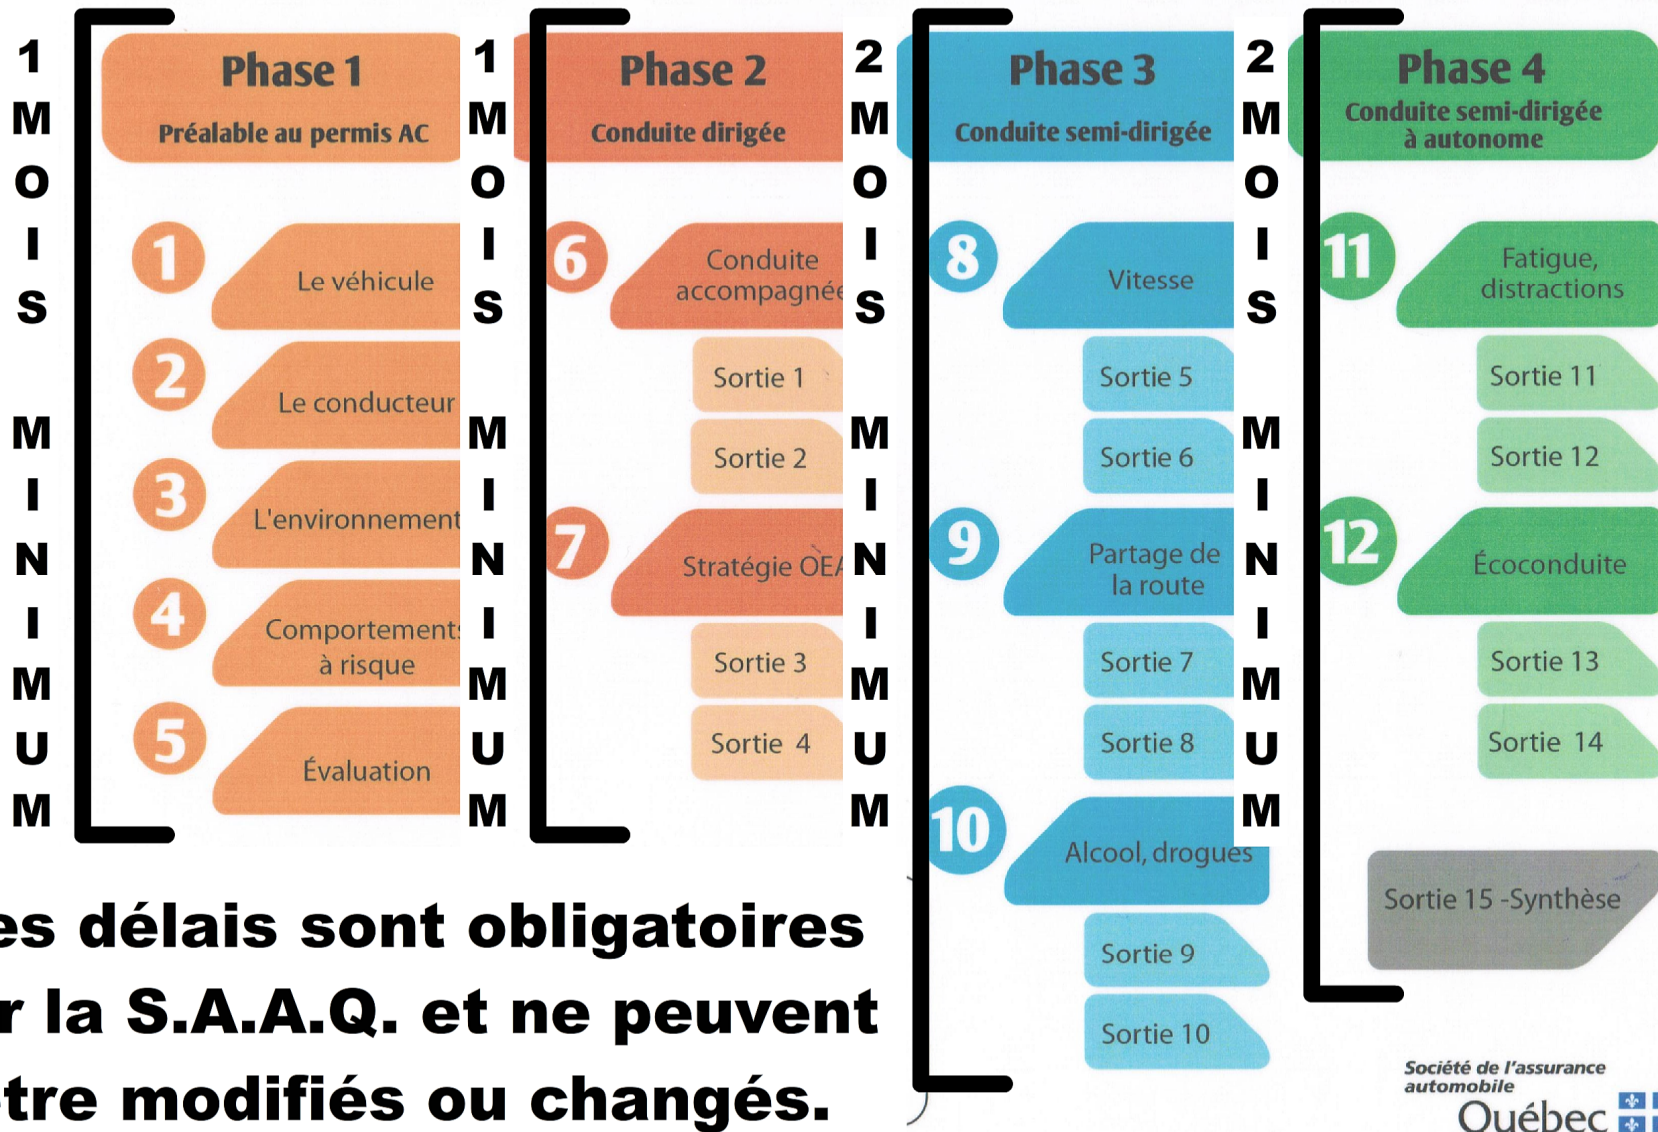 1 MOIS MINIMUM
Phase 1
Préalable au permis AC
1
Le véhicule
2
Le conducteur
3
L'environnement
4
Comportements
à risque
5
Évaluation
1 MOIS MINIMUM
Phase 2
Conduite dirigée
6
Conduite
accompagnée
Sortie 1
Sortie 2
7
Stratégie OEA
Sortie 3
Sortie 4
2 MOIS MINIMUM
Phase 3
Conduite semi-dirigée
8
Vitesse
Sortie 5
Sortie 6
9
Partage de
la route
Sortie 7
Sortie 8
10
Alcool, drogues
Sortie 9
Sortie 10
2 MOIS MINIMUM
Phase 4
Conduite semi-dirigée
à autonome
11
Fatigue,
distractions
Sortie 11
Sortie 12
12
Écoconduite
Sortie 13
Sortie 14
Sortie 15 -Synthèse
es délais sont obligatoires
r la S.A.A.Q. et ne peuvent
tre modifiés ou changés.
Société de l'assurance
automobile
Québec